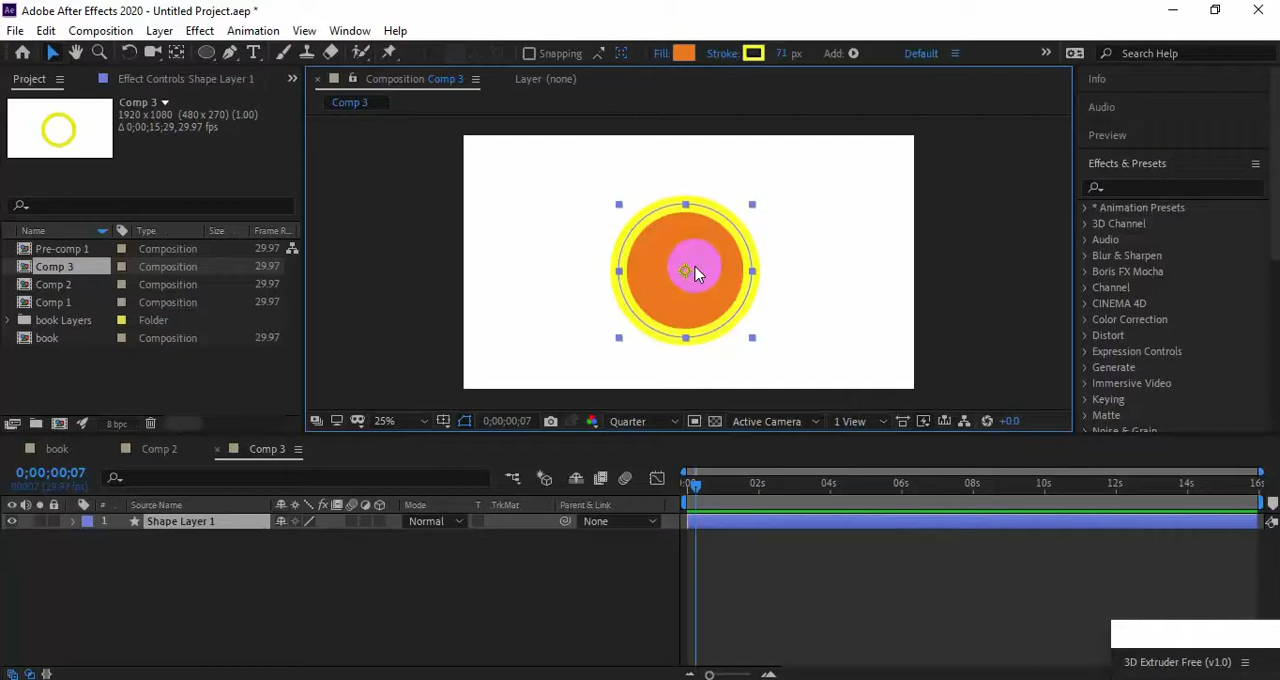 Ae Adobe After Effects 2020 - Untitled Project.aep *
File Edit Composition Layer Effect Animation View Window Help
Snapping Fill: Stroke: 71 px Add: Default Search Help
Project Effect Controls Shape Layer 1 Composition Comp 3 Layer (none) Info
Comp 3
1920 x 1080 (480 x 270) (1.00)
Δ 0;00;15;29, 29.97 fps
Comp 3
Audio
Preview
Effects & Presets
Name Type Size Frame R...
Pre-comp 1 Composition 29.97
Comp 3 Composition 29.97
Comp 2 Composition 29.97
Comp 1 Composition 29.97
book Layers Folder
book Composition 29.97
* Animation Presets
3D Channel
Audio
Blur & Sharpen
Boris FX Mocha
Channel
CINEMA 4D
Color Correction
Distort
Expression Controls
Generate
Immersive Video
Keying
Matte
Noise & Grain
8 bpc 25% 0;00;00;07 Quarter Active Camera 1 View +0.0
book Comp 2 Comp 3
0;00;00;07
00007 (29.97 fps)
02s 04s 06s 08s 10s 12s 14s 16s
# Source Name fx Mode T .TrkMat Parent & Link
1 Shape Layer 1 Normal None
3D Extruder Free (v1.0)